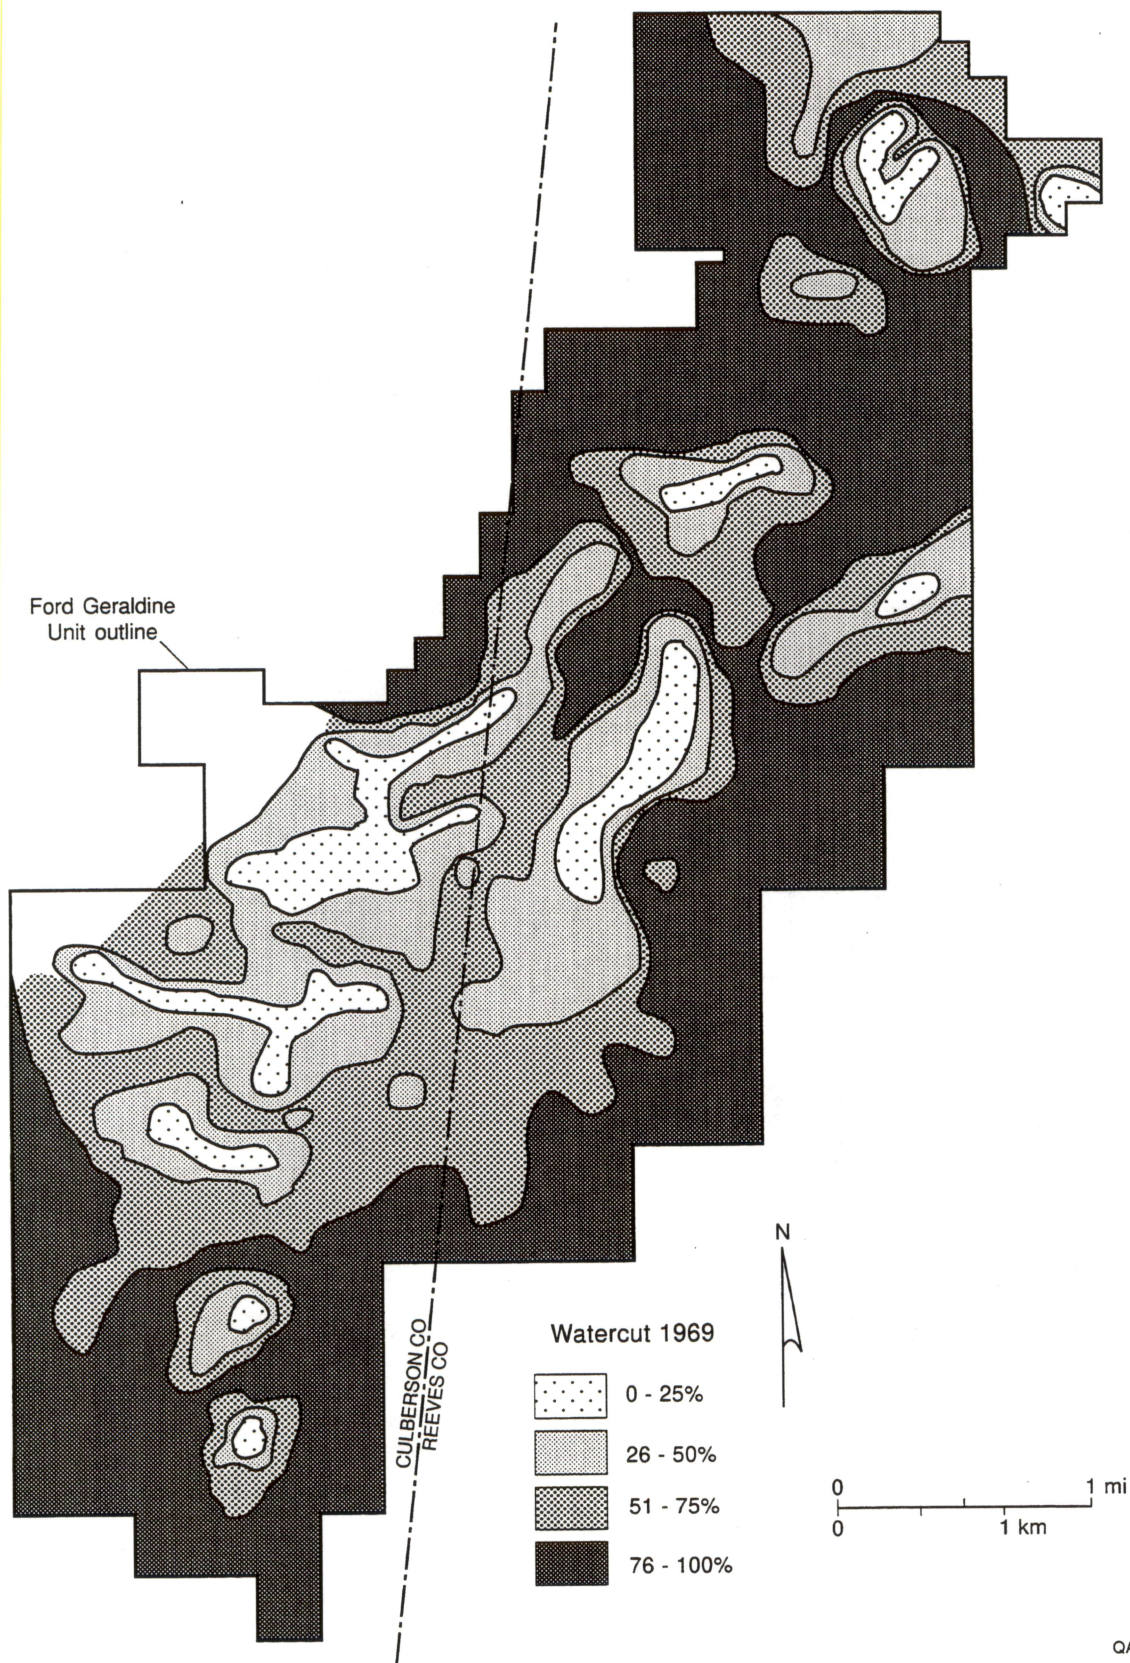 Ford Geraldine
Unit outline
CULBERSON CO
REEVES CO
N
Watercut 1969
0 - 25%
26 - 50%
51 - 75%
76 - 100%
0 1 mi
0 1 km